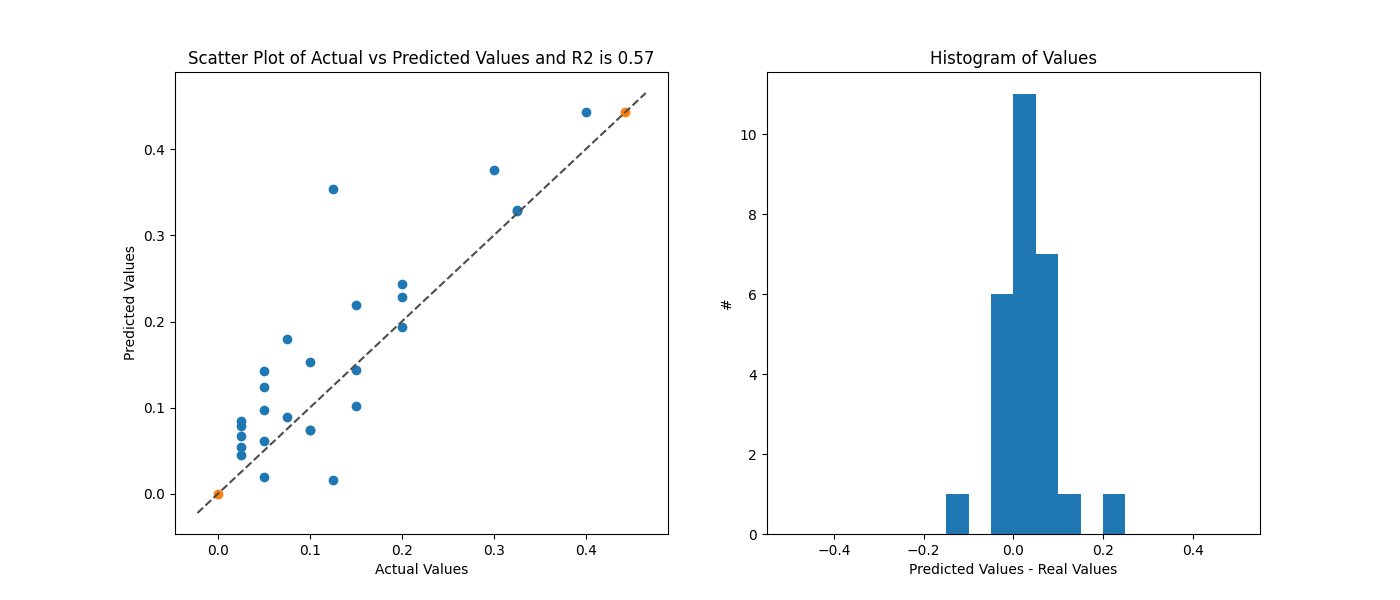 Scatter Plot of Actual vs Predicted Values and R2 is 0.57
Predicted Values
0.4
0.3
0.2
0.1
0.0
0.0 0.1 0.2 0.3 0.4
Actual Values
Histogram of Values
#
10
8
6
4
2
0
−0.4 −0.2 0.0 0.2 0.4
Predicted Values - Real Values